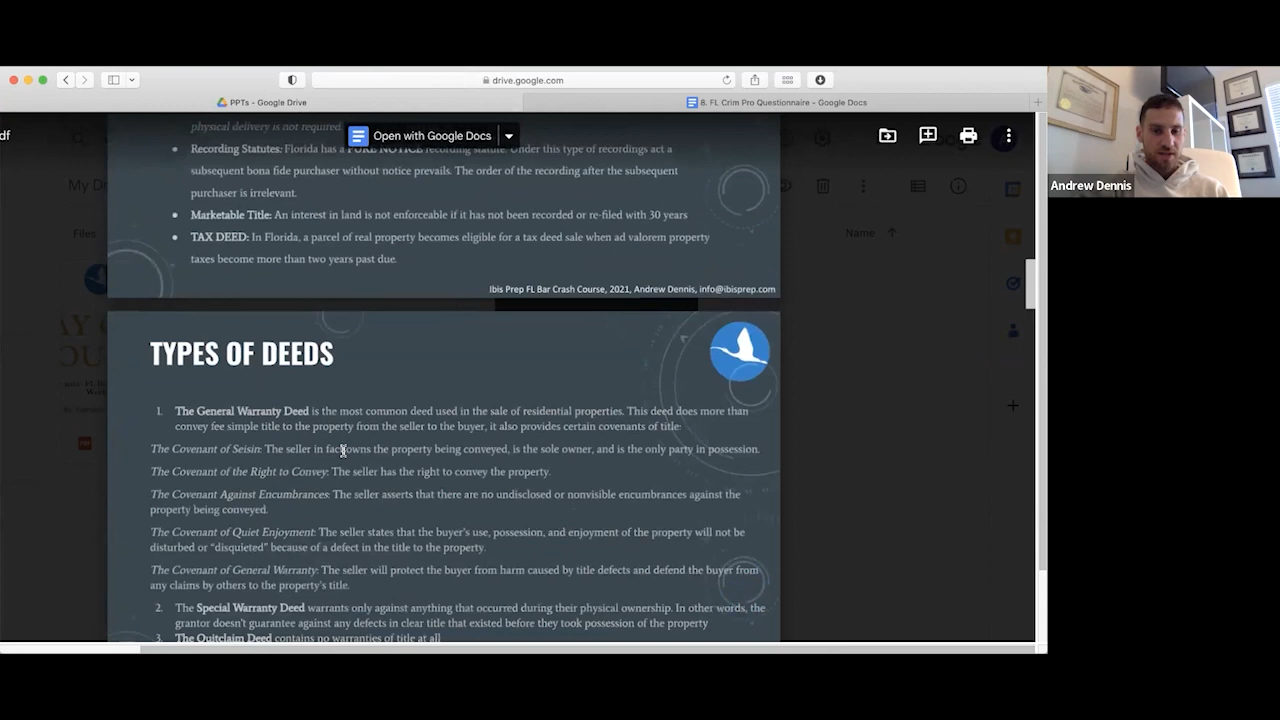 drive.google.com
PPTs - Google Drive
8. FL Crim Pro Questionnaire - Google Docs
df
Open with Google Docs
physical delivery is not required
Recording Statutes: Florida has a PURE NOTICE recording statute. Under this type of recordings act a
subsequent bona fide purchaser without notice prevails. The order of the recording after the subsequent
purchaser is irrelevant.
Marketable Title: An interest in land is not enforceable if it has not been recorded or re-filed with 30 years
TAX DEED: In Florida, a parcel of real property becomes eligible for a tax deed sale when ad valorem property
taxes become more than two years past due.
Ibis Prep FL Bar Crash Course, 2021, Andrew Dennis, info@ibisprep.com
TYPES OF DEEDS
1. The General Warranty Deed is the most common deed used in the sale of residential properties. This deed does more than
convey fee simple title to the property from the seller to the buyer, it also provides certain covenants of title:
The Covenant of Seisin: The seller in fact owns the property being conveyed, is the sole owner, and is the only party in possession.
The Covenant of the Right to Convey: The seller has the right to convey the property.
The Covenant Against Encumbrances: The seller asserts that there are no undisclosed or nonvisible encumbrances against the
property being conveyed.
The Covenant of Quiet Enjoyment: The seller states that the buyer's use, possession, and enjoyment of the property will not be
disturbed or "disquieted" because of a defect in the title to the property.
The Covenant of General Warranty: The seller will protect the buyer from harm caused by title defects and defend the buyer from
any claims by others to the property's title.
2. The Special Warranty Deed warrants only against anything that occurred during their physical ownership. In other words, the
grantor doesn't guarantee against any defects in clear title that existed before they took possession of the property
3. The Quitclaim Deed contains no warranties of title at all
My Dr
Files
Name
Andrew Dennis